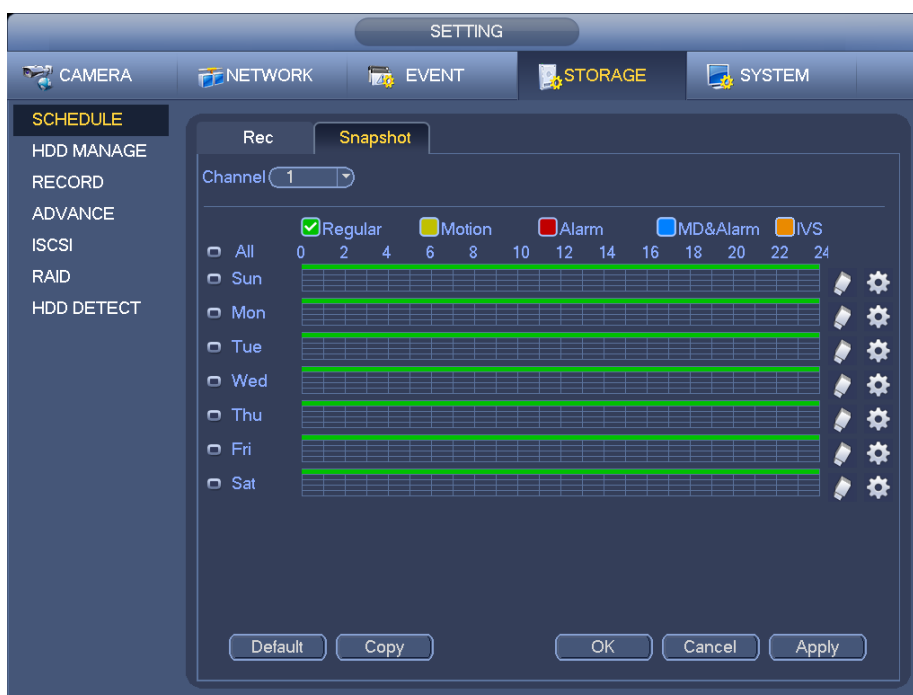 SETTING
CAMERA NETWORK EVENT STORAGE SYSTEM
SCHEDULE
HDD MANAGE
RECORD
ADVANCE
ISCSI
RAID
HDD DETECT
Rec Snapshot
Channel 1
Regular Motion Alarm MD&Alarm IVS
All 0 2 4 6 8 10 12 14 16 18 20 22 24
Sun
Mon
Tue
Wed
Thu
Fri
Sat
Default Copy OK Cancel Apply